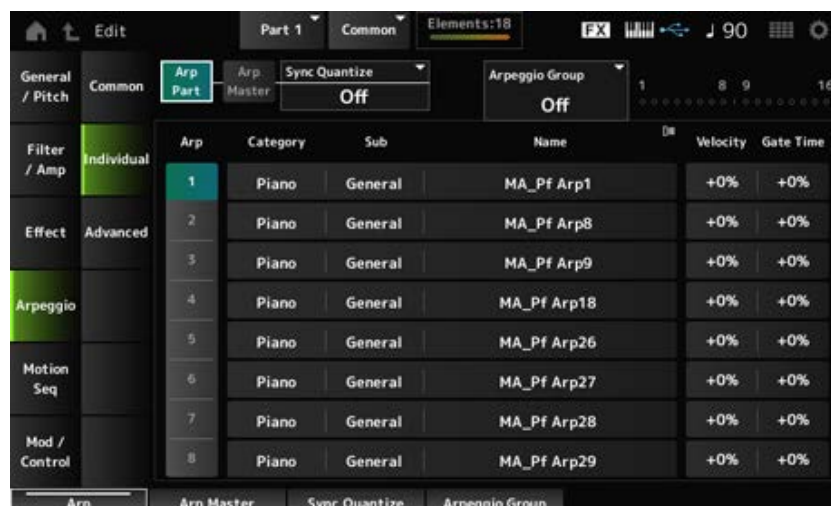 Edit
Part 1
Common
Elements:18
FX
♩ 90
General / Pitch
Filter / Amp
Effect
Arpeggio
Motion Seq
Mod / Control
Common
Individual
Advanced
Arp Part
Arp Master
Sync Quantize
Off
Arpeggio Group
Off
1 8 9 16
Arp Category Sub Name Velocity Gate Time
1 Piano General MA_Pf Arp1 +0% +0%
2 Piano General MA_Pf Arp8 +0% +0%
3 Piano General MA_Pf Arp9 +0% +0%
4 Piano General MA_Pf Arp18 +0% +0%
5 Piano General MA_Pf Arp26 +0% +0%
6 Piano General MA_Pf Arp27 +0% +0%
7 Piano General MA_Pf Arp28 +0% +0%
8 Piano General MA_Pf Arp29 +0% +0%
Arp
Arp Master
Sync Quantize
Arpeggio Group